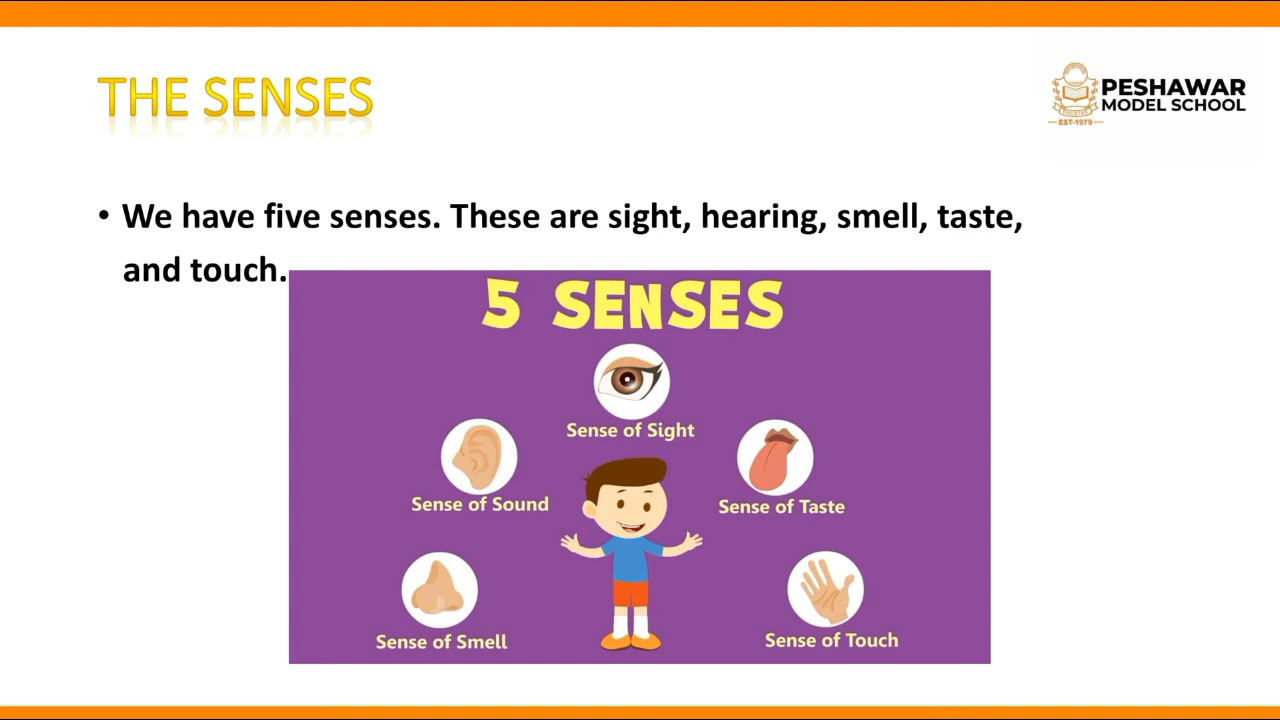 THE SENSES
PESHAWAR
MODEL SCHOOL
EST-1979
• We have five senses. These are sight, hearing, smell, taste,
and touch.
5 SENSES
Sense of Sight
Sense of Sound
Sense of Taste
Sense of Smell
Sense of Touch